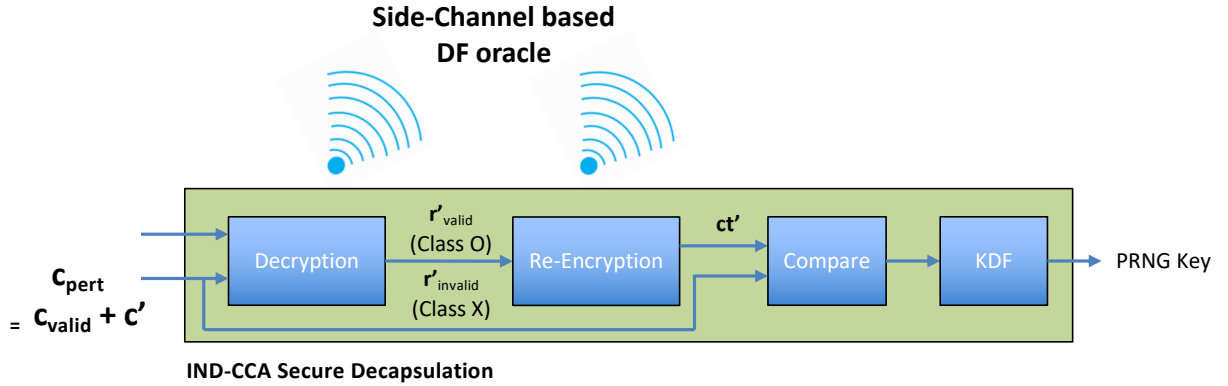 Side-Channel based
DF oracle
r'valid
(Class O)
ct'
Decryption
Re-Encryption
Compare
KDF
PRNG Key
r'invalid
(Class X)
cpert
= cvalid + c'
IND-CCA Secure Decapsulation